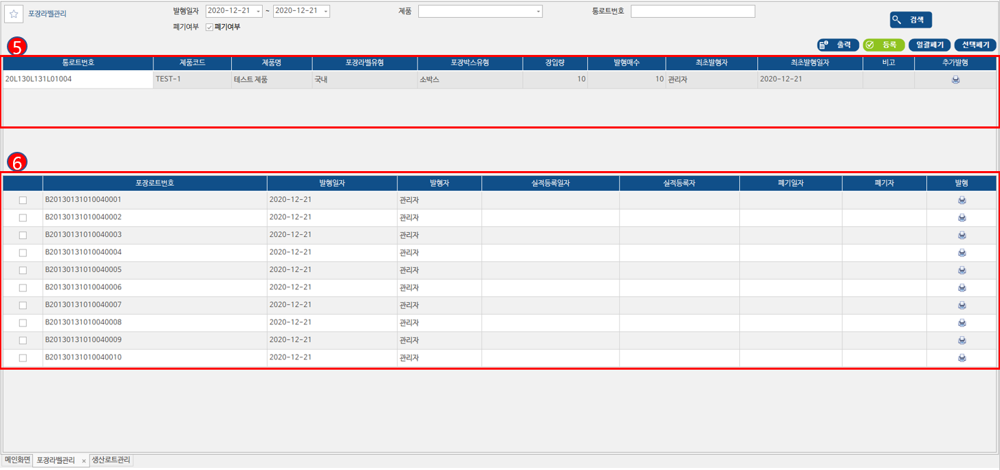 포장라벨관리 발행일자 2020-12-21 ~ 2020-12-21 제품 통로트번호
폐기여부 폐기여부 검색
5 출력 등록 일괄폐기 선택폐기
통로트번호 제품코드 제품명 포장라벨유형 포장박스유형 장입량 발행매수 최초발행자 최초발행일자 비고 추가발행
20L130L131L01004 TEST-1 테스트 제품 국내 소박스 10 10 관리자 2020-12-21
6
포장로트번호 발행일자 발행자 실적등록일자 실적등록자 폐기일자 폐기자 발행
B20130131010040001 2020-12-21 관리자
B20130131010040002 2020-12-21 관리자
B20130131010040003 2020-12-21 관리자
B20130131010040004 2020-12-21 관리자
B20130131010040005 2020-12-21 관리자
B20130131010040006 2020-12-21 관리자
B20130131010040007 2020-12-21 관리자
B20130131010040008 2020-12-21 관리자
B20130131010040009 2020-12-21 관리자
B20130131010040010 2020-12-21 관리자
메인화면 포장라벨관리 × 생산로트관리